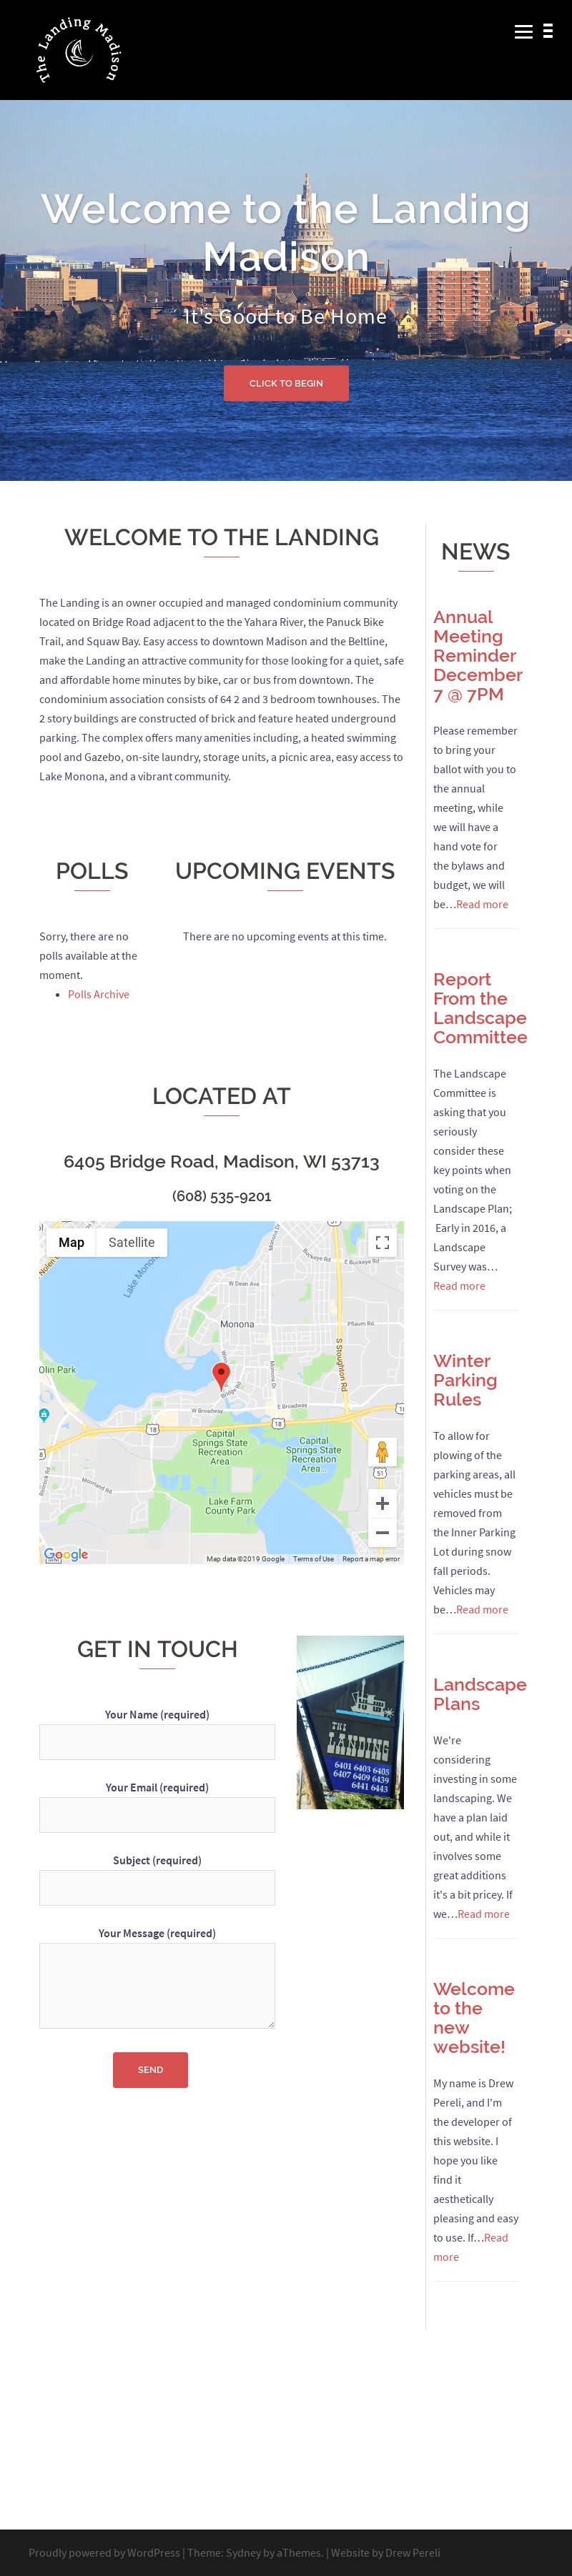 The Landing Madison
Welcome to the Landing
Madison
It's Good to Be Home
CLICK TO BEGIN
WELCOME TO THE LANDING
The Landing is an owner occupied and managed condominium community
located on Bridge Road adjacent to the the Yahara River, the Panuck Bike
Trail, and Squaw Bay. Easy access to downtown Madison and the Beltline,
make the Landing an attractive community for those looking for a quiet, safe
and affordable home minutes by bike, car or bus from downtown. The
condominium association consists of 64 2 and 3 bedroom townhouses. The
2 story buildings are constructed of brick and feature heated underground
parking. The complex offers many amenities including, a heated swimming
pool and Gazebo, on-site laundry, storage units, a picnic area, easy access to
Lake Monona, and a vibrant community.
POLLS
Sorry, there are no
polls available at the
moment.
Polls Archive
UPCOMING EVENTS
There are no upcoming events at this time.
LOCATED AT
6405 Bridge Road, Madison, WI 53713
(608) 535-9201
Map
Satellite
Lake Monona
Monona Dr
W Dean Ave
Monona
Pflaum Rd
S Stoughton Rd
Olin Park
Bridge Rd
W Broadway
E Broadway
18
18
18
51
Capital
Springs State
Recreation
Area
Capital
Springs State
Recreation
Area...
Moorland Rd
Lake Farm
County Park
Google
Map data ©2019 Google
Terms of Use
Report a map error
GET IN TOUCH
Your Name (required)
Your Email (required)
Subject (required)
Your Message (required)
SEND
THE
LANDING
6401 6403 6405
6407 6409 6439
6441 6443
NEWS
Annual
Meeting
Reminder
December
7 @ 7PM
Please remember
to bring your
ballot with you to
the annual
meeting, while
we will have a
hand vote for
the bylaws and
budget, we will
be…Read more
Report
From the
Landscape
Committee
The Landscape
Committee is
asking that you
seriously
consider these
key points when
voting on the
Landscape Plan;
Early in 2016, a
Landscape
Survey was…
Read more
Winter
Parking
Rules
To allow for
plowing of the
parking areas, all
vehicles must be
removed from
the Inner Parking
Lot during snow
fall periods.
Vehicles may
be…Read more
Landscape
Plans
We're
considering
investing in some
landscaping. We
have a plan laid
out, and while it
involves some
great additions
it's a bit pricey. If
we…Read more
Welcome
to the
new
website!
My name is Drew
Pereli, and I'm
the developer of
this website. I
hope you like
find it
aesthetically
pleasing and easy
to use. If…Read
more
Proudly powered by WordPress | Theme: Sydney by aThemes. | Website by Drew Pereli